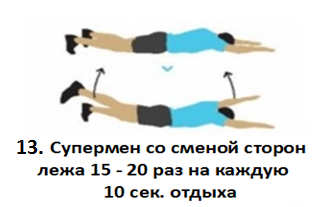 13. Супермен со сменой сторон
лежа 15 - 20 раз на каждую
10 сек. отдыха